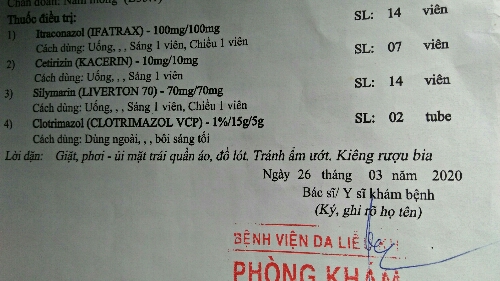 Chẩn đoán: Nấm móng
Thuốc điều trị:
1) Itraconazol (IFATRAX) - 100mg/100mg SL: 14 viên
Cách dùng: Uống, , , Sáng 1 viên, Chiều 1 viên
2) Cetirizin (KACERIN) - 10mg/10mg SL: 07 viên
Cách dùng: Uống, , , Sáng 1 viên
3) Silymarin (LIVERTON 70) - 70mg/70mg SL: 14 viên
Cách dùng: Uống, , , Sáng 1 viên, Chiều 1 viên
4) Clotrimazol (CLOTRIMAZOL VCP) - 1%/15g/5g SL: 02 tube
Cách dùng: Dùng ngoài, , , bôi sáng tối
Lời dặn: Giặt, phơi - ủi mặt trái quần áo, đồ lót. Tránh ẩm ướt. Kiêng rượu bia
Ngày 26 tháng 03 năm 2020
Bác sĩ/ Y sĩ khám bệnh
(Ký, ghi rõ họ tên)
BỆNH VIỆN DA LIỄU
PHÒNG KHÁM